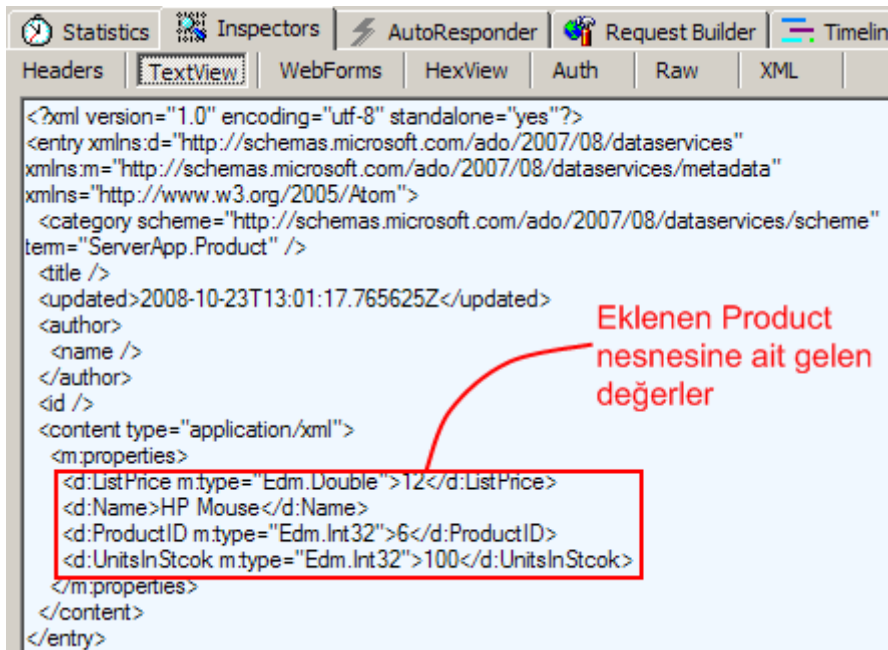 Statistics Inspectors AutoResponder Request Builder Timelin
Headers TextView WebForms HexView Auth Raw XML
<?xml version="1.0" encoding="utf-8" standalone="yes"?>
<entry xmlns:d="http://schemas.microsoft.com/ado/2007/08/dataservices"
xmlns:m="http://schemas.microsoft.com/ado/2007/08/dataservices/metadata"
xmlns="http://www.w3.org/2005/Atom">
<category scheme="http://schemas.microsoft.com/ado/2007/08/dataservices/scheme"
term="ServerApp.Product" />
<title />
<updated>2008-10-23T13:01:17.765625Z</updated>
<author>
<name />
</author>
<id />
<content type="application/xml">
<m:properties>
<d:ListPrice m:type="Edm.Double">12</d:ListPrice>
<d:Name>HP Mouse</d:Name>
<d:ProductID m:type="Edm.Int32">6</d:ProductID>
<d:UnitsInStcok m:type="Edm.Int32">100</d:UnitsInStcok>
</m:properties>
</content>
</entry>
Eklenen Product
nesnesine ait gelen
değerler